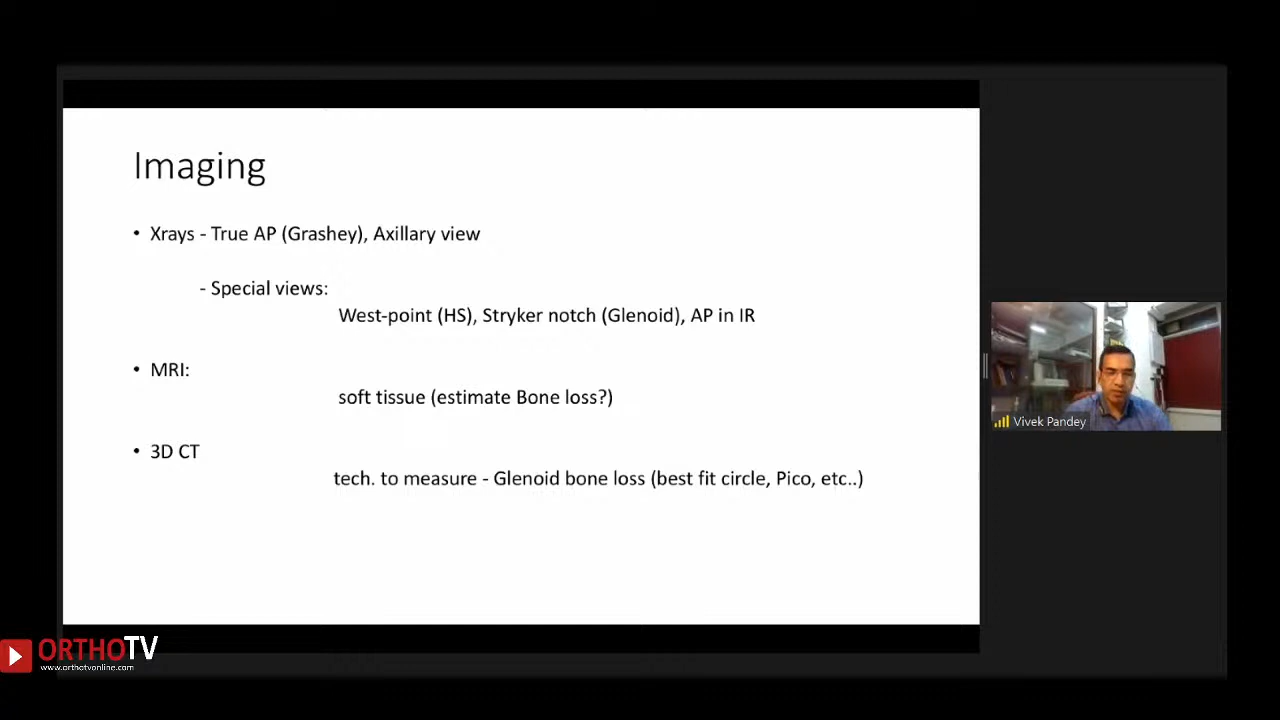 Imaging
• Xrays - True AP (Grashey), Axillary view
- Special views:
West-point (HS), Stryker notch (Glenoid), AP in IR
• MRI:
soft tissue (estimate Bone loss?)
• 3D CT
tech. to measure - Glenoid bone loss (best fit circle, Pico, etc..)
Vivek Pandey
ORTHOTV
www.orthotvonline.com